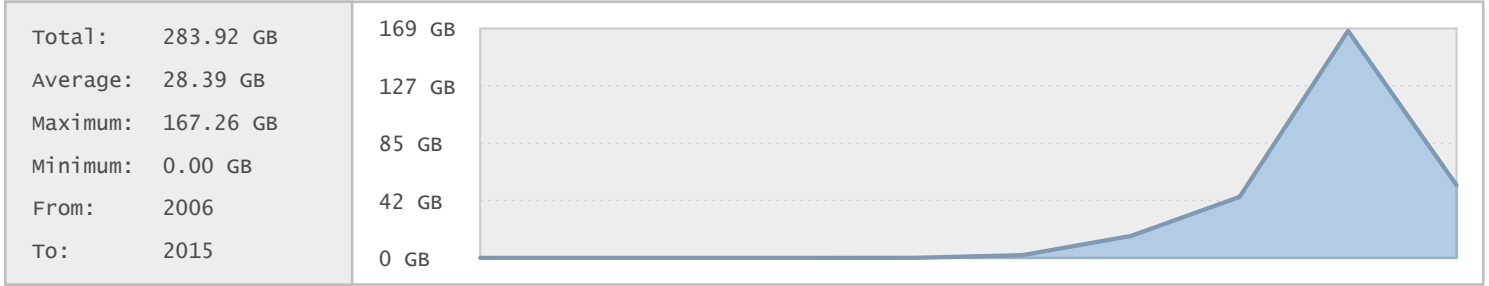 Total: 283.92 GB
Average: 28.39 GB
Maximum: 167.26 GB
Minimum: 0.00 GB
From: 2006
To: 2015
169 GB
127 GB
85 GB
42 GB
0 GB